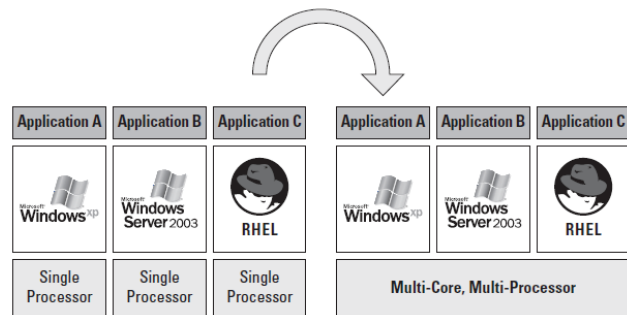 Application A
Application B
Application C
Application A
Application B
Application C
Microsoft
Windows xp
Microsoft
Windows
Server 2003
RHEL
Microsoft
Windows xp
Microsoft
Windows
Server 2003
RHEL
Single
Processor
Single
Processor
Single
Processor
Multi-Core, Multi-Processor